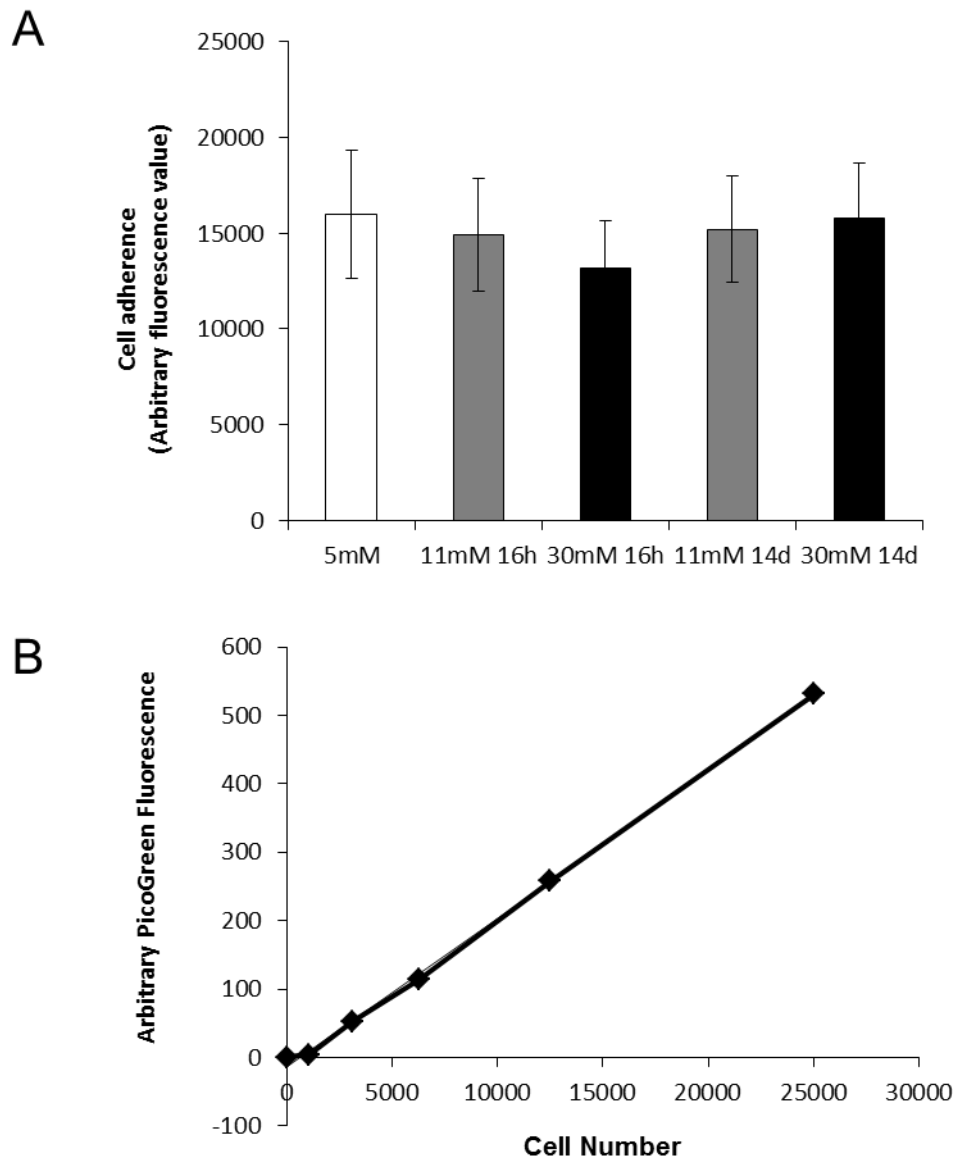 A
25000
20000
15000
10000
5000
0
Cell adherence
(Arbitrary fluorescence value)
5mM 11mM 16h 30mM 16h 11mM 14d 30mM 14d
B
600
500
400
300
200
100
0
-100
Arbitrary PicoGreen Fluorescence
0 5000 10000 15000 20000 25000 30000
Cell Number